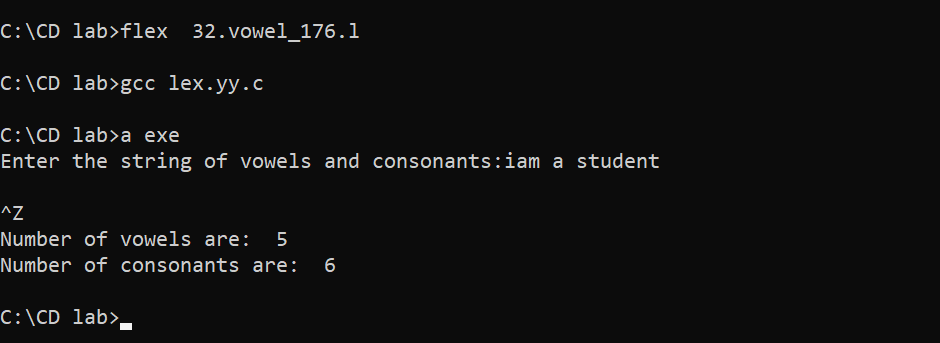 C:\CD lab>flex  32.vowel_176.l
C:\CD lab>gcc lex.yy.c
C:\CD lab>a exe
Enter the string of vowels and consonants:iam a student
^Z
Number of vowels are:  5
Number of consonants are:  6
C:\CD lab>